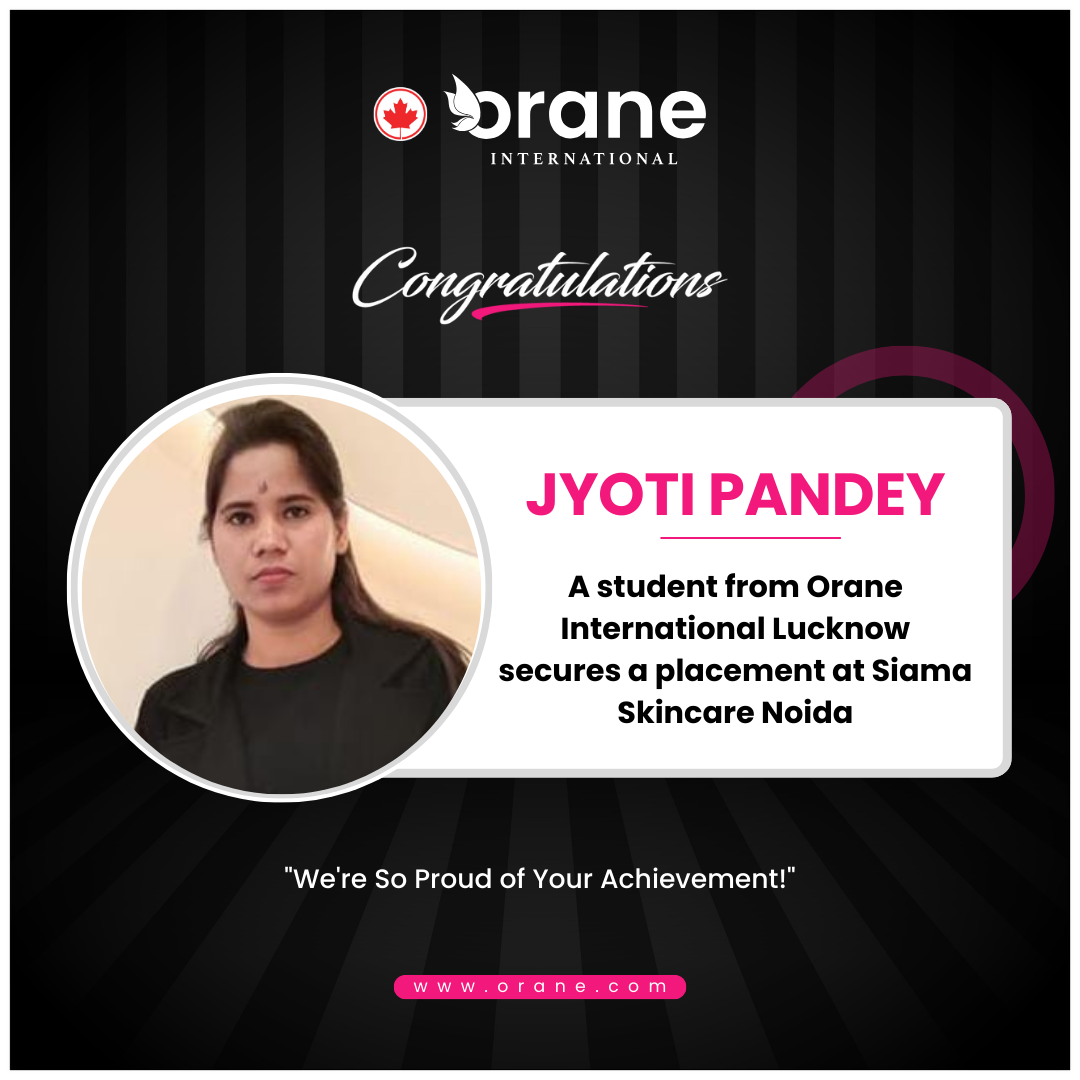 orane
INTERNATIONAL
Congratulations
JYOTI PANDEY
A student from Orane
International Lucknow
secures a placement at Siama
Skincare Noida
"We're So Proud of Your Achievement!"
www.orane.com